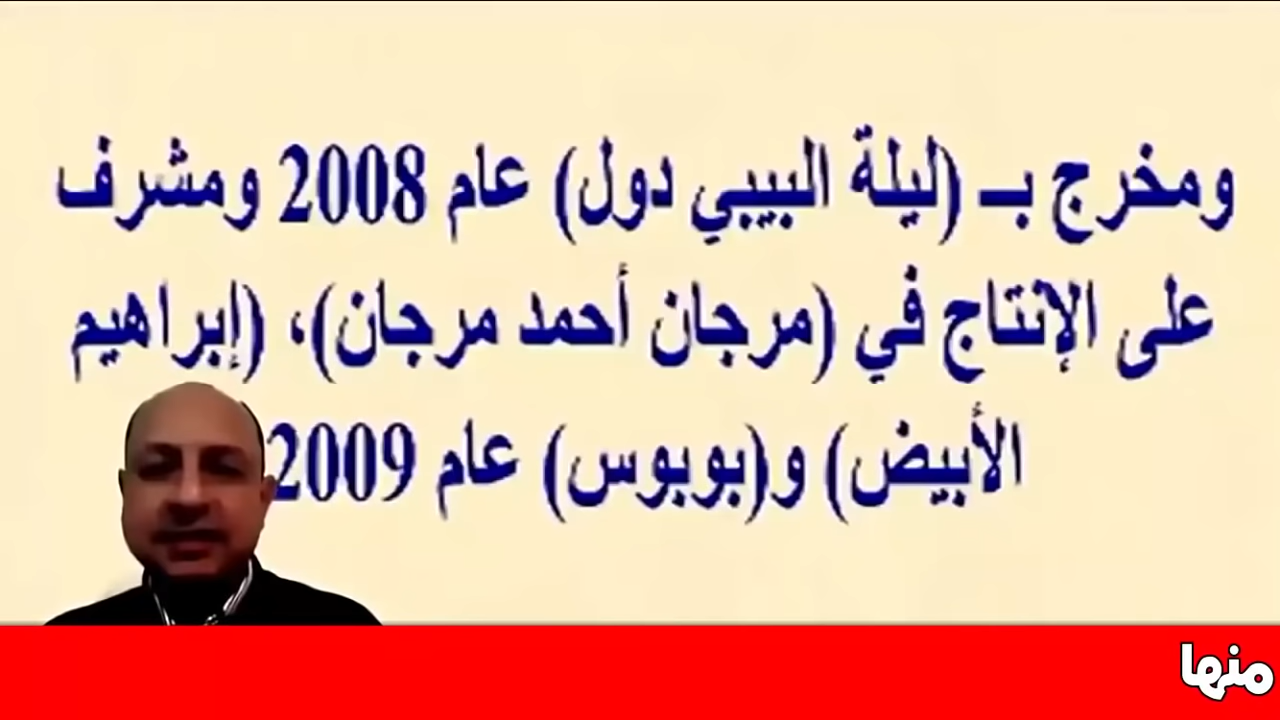 ومخرج بـ (ليلة البيبي دول) عام 2008 ومشرف
على الإنتاج في (مرجان أحمد مرجان)، (إبراهيم
الأبيض) و(بوبوس) عام 2009
منها